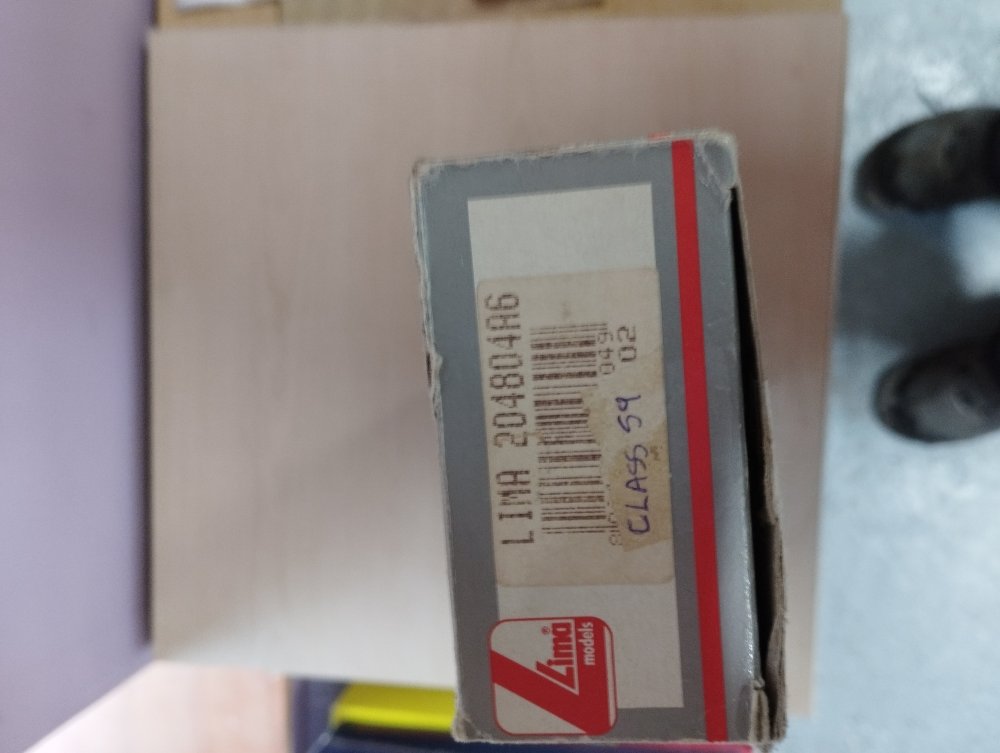 LIMA 204804A6
049
02
CLASS 59
Lima®
models